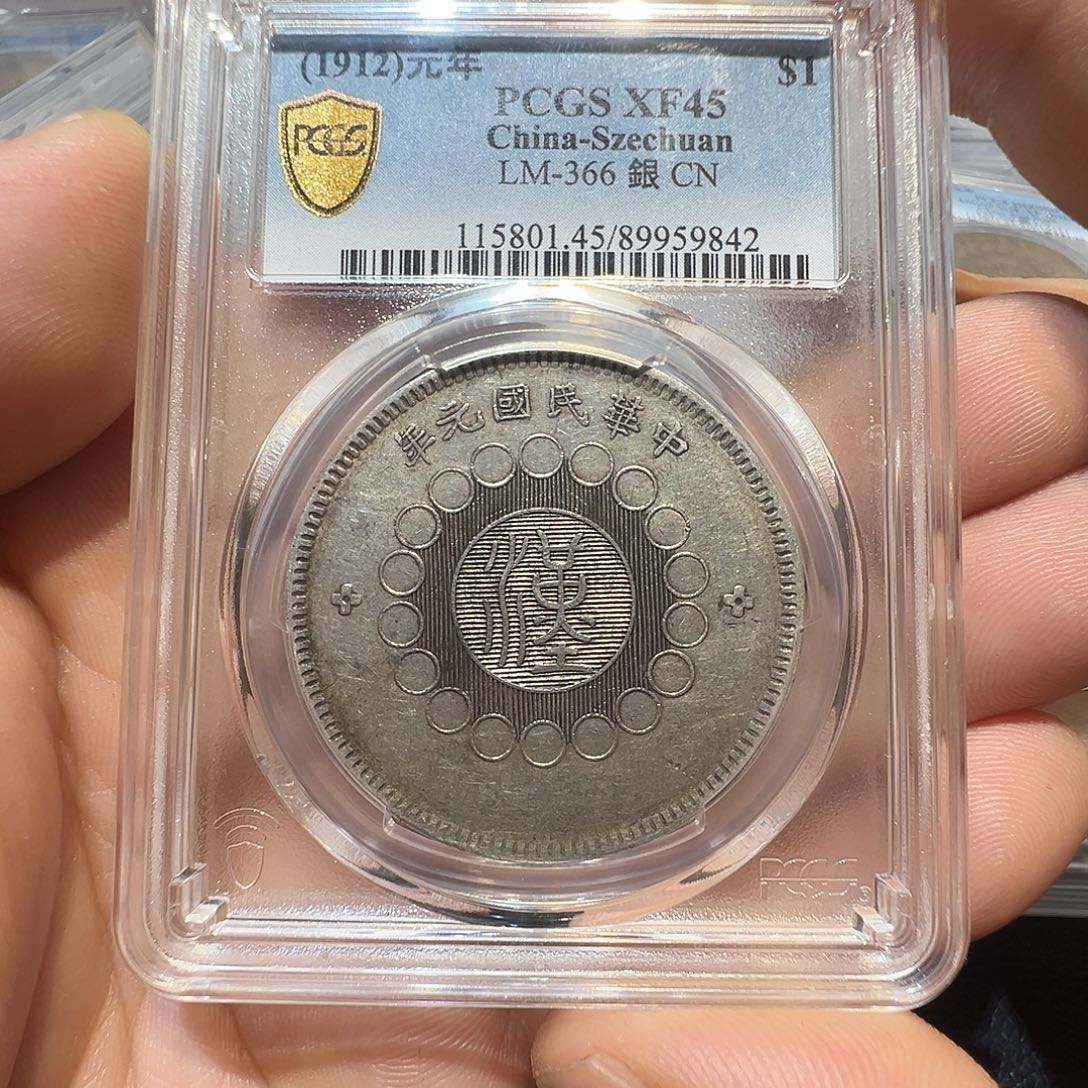 (1912)元年 $1
PCGS XF45
China-Szechuan
LM-366 銀 CN
115801.45/89959842
PCGS
中華民國元年
漢
PCGS